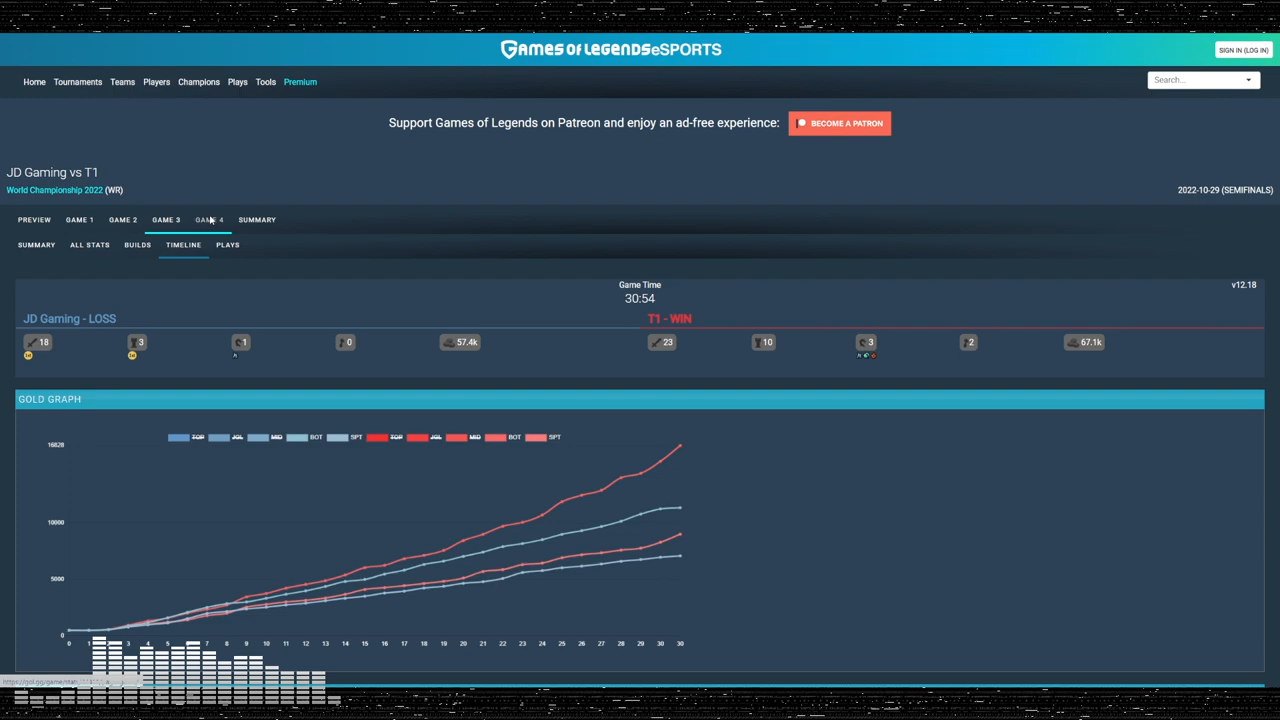 GAMES OF LEGENDS eSPORTS
SIGN IN (LOG IN)
Home Tournaments Teams Players Champions Plays Tools Premium
Search...
Support Games of Legends on Patreon and enjoy an ad-free experience: BECOME A PATRON
JD Gaming vs T1
World Championship 2022 (WR)
2022-10-29 (SEMIFINALS)
PREVIEW GAME 1 GAME 2 GAME 3 GAME 4 SUMMARY
SUMMARY ALL STATS BUILDS TIMELINE PLAYS
Game Time
v12.18
30:54
JD Gaming - LOSS
T1 - WIN
18 3 1 0 57.4k 23 10 3 2 67.1k
GOLD GRAPH
TOP JGL MID BOT SPT TOP JGL MID BOT SPT
16828
10000
5000
0
0 1 2 3 4 5 6 7 8 9 10 11 12 13 14 15 16 17 18 19 20 21 22 23 24 25 26 27 28 29 30 30